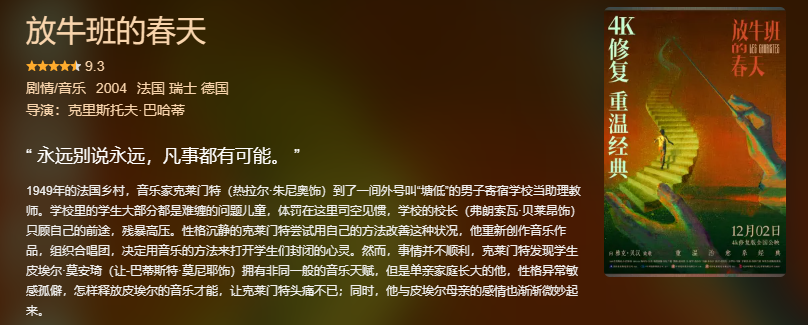 放牛班的春天
9.3
剧情/音乐 2004 法国 瑞士 德国
导演：克里斯托夫·巴哈蒂
“ 永远别说永远，凡事都有可能。 ”
1949年的法国乡村，音乐家克莱门特（热拉尔·朱尼奥饰）到了一间外号叫“塘低”的男子寄宿学校当助理教
师。学校里的学生大部分都是难缠的问题儿童，体罚在这里司空见惯，学校的校长（弗朗索瓦·贝莱昂饰）
只顾自己的前途，残暴高压。性格沉静的克莱门特尝试用自己的方法改善这种状况，他重新创作音乐作
品，组织合唱团，决定用音乐的方法来打开学生们封闭的心灵。然而，事情并不顺利，克莱门特发现学生
皮埃尔·莫安琦（让-巴蒂斯特·莫尼耶饰）拥有非同一般的音乐天赋，但是单亲家庭长大的他，性格异常敏
感孤僻，怎样释放皮埃尔的音乐才能，让克莱门特头痛不已；同时，他与皮埃尔母亲的感情也渐渐微妙起
来。
4K
修复
重温
经典
放牛班
的
LES CHORISTES
春天
12月02日
4K修复版全国公映